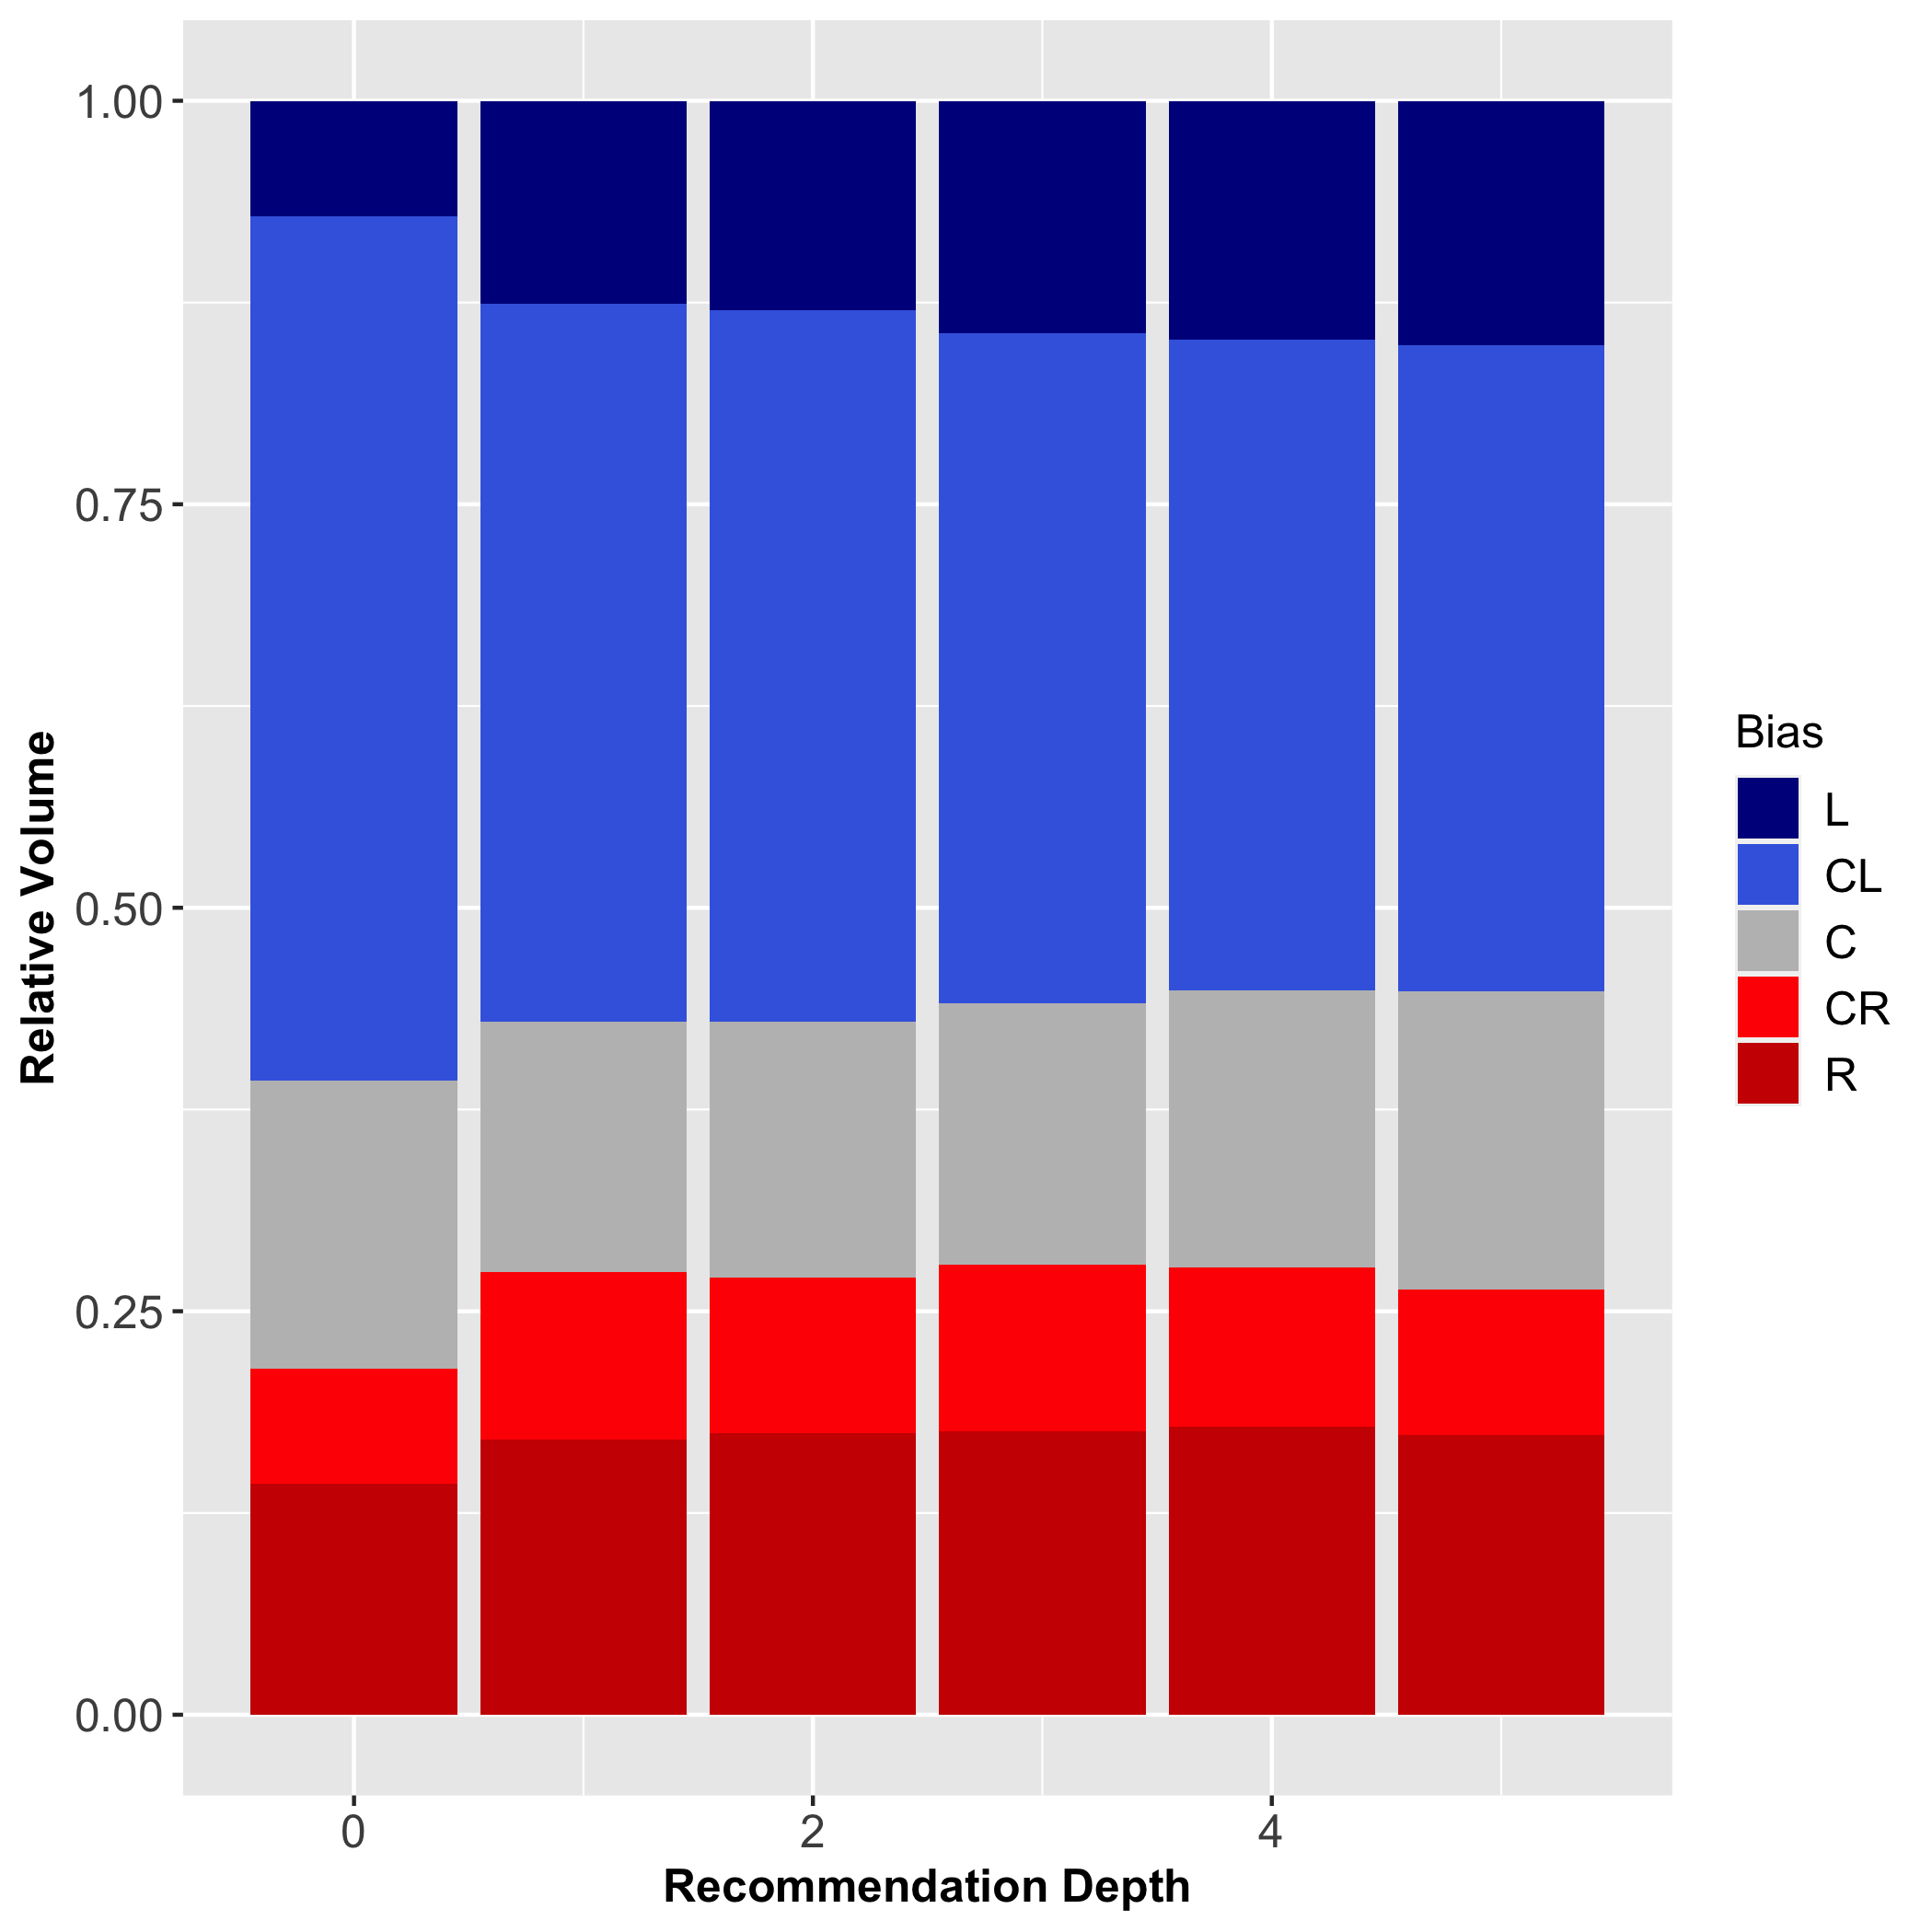 1.00
0.75
0.50
0.25
0.00
Relative Volume
0
2
4
Recommendation Depth
Bias
L
CL
C
CR
R